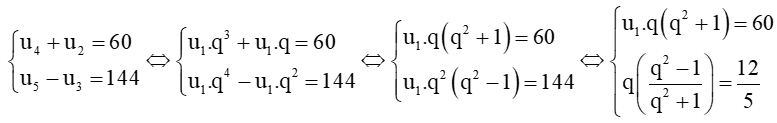 {u₄ + u₂ = 60 ⇔ {u₁.q³ + u₁.q = 60 ⇔ {u₁.q(q² + 1) = 60 ⇔ {u₁.q(q² + 1) = 60
{u₅ − u₃ = 144 ⇔ {u₁.q⁴ − u₁.q² = 144 ⇔ {u₁.q²(q² − 1) = 144 ⇔ {q((q² − 1)/(q² + 1)) = 12/5